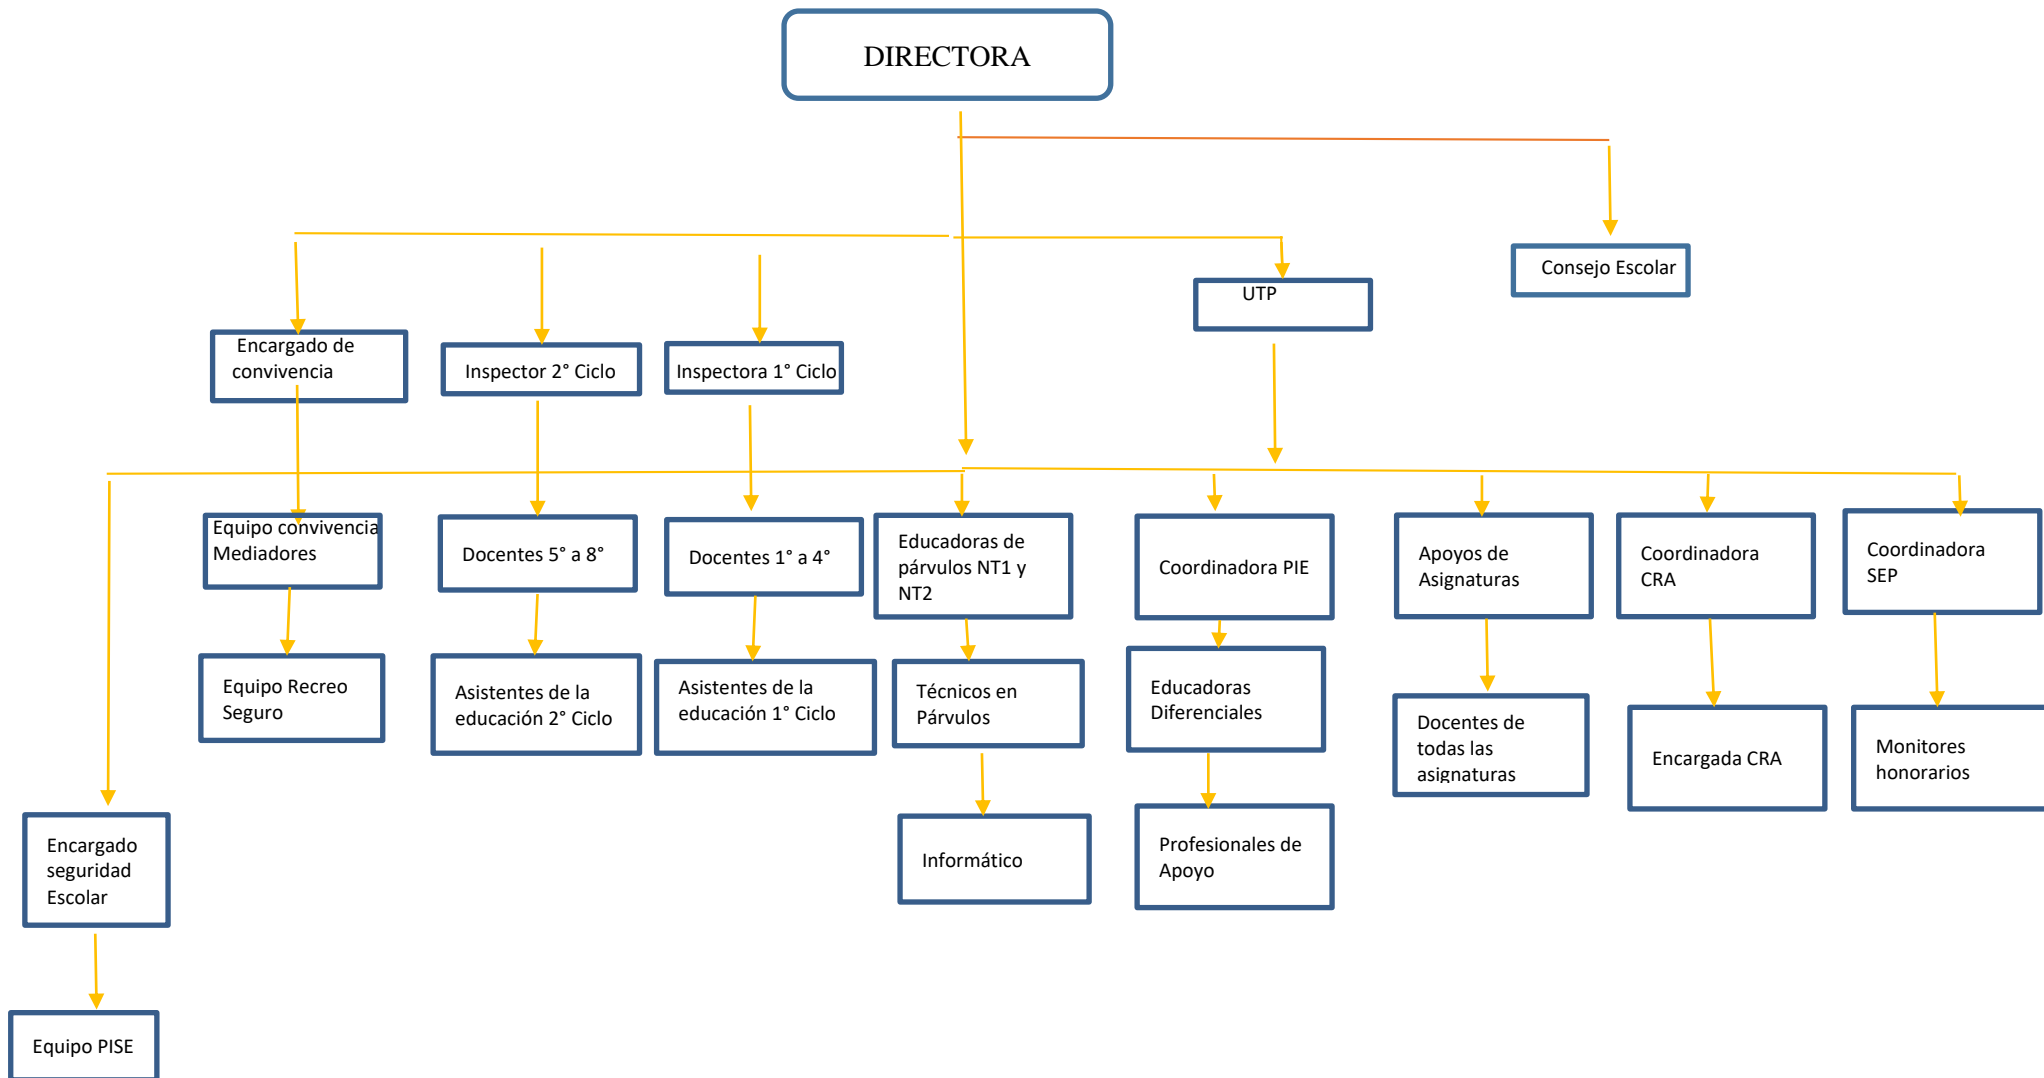 DIRECTORA
Consejo Escolar
UTP
Encargado de
convivencia
Inspector 2° Ciclo
Inspectora 1° Ciclo
Equipo convivencia
Mediadores
Docentes 5° a 8°
Docentes 1° a 4°
Educadoras de
párvulos NT1 y
NT2
Coordinadora PIE
Apoyos de
Asignaturas
Coordinadora
CRA
Coordinadora
SEP
Equipo Recreo
Seguro
Asistentes de la
educación 2° Ciclo
Asistentes de la
educación 1° Ciclo
Técnicos en
Párvulos
Educadoras
Diferenciales
Docentes de
todas las
asignaturas
Encargada CRA
Monitores
honorarios
Encargado
seguridad
Escolar
Informático
Profesionales de
Apoyo
Equipo PISE